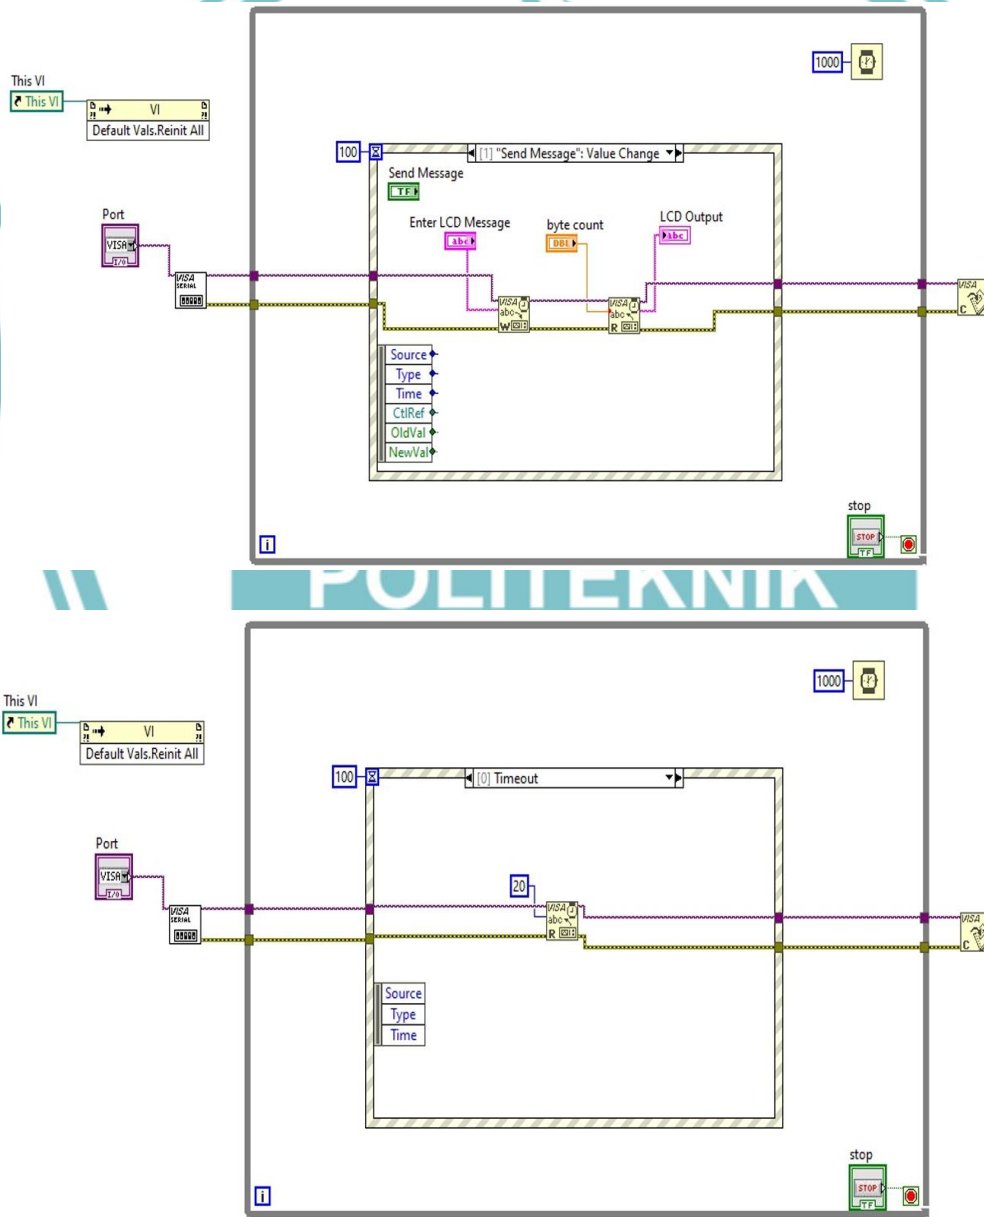 1000
This VI
This VI
VI
Default Vals.Reinit All
100
[1] "Send Message": Value Change
Send Message
TF
Enter LCD Message
abc
byte count
DBL
LCD Output
abc
Port
VISA
I/O
VISA
SERIAL
VISA
abc
W
VISA
abc
R
VISA
C
Source
Type
Time
CtlRef
OldVal
NewVal
stop
STOP
TF
i
POLITEKNIK
1000
This VI
This VI
VI
Default Vals.Reinit All
100
[0] Timeout
Port
VISA
I/O
20
VISA
SERIAL
VISA
abc
R
VISA
C
Source
Type
Time
stop
STOP
TF
i